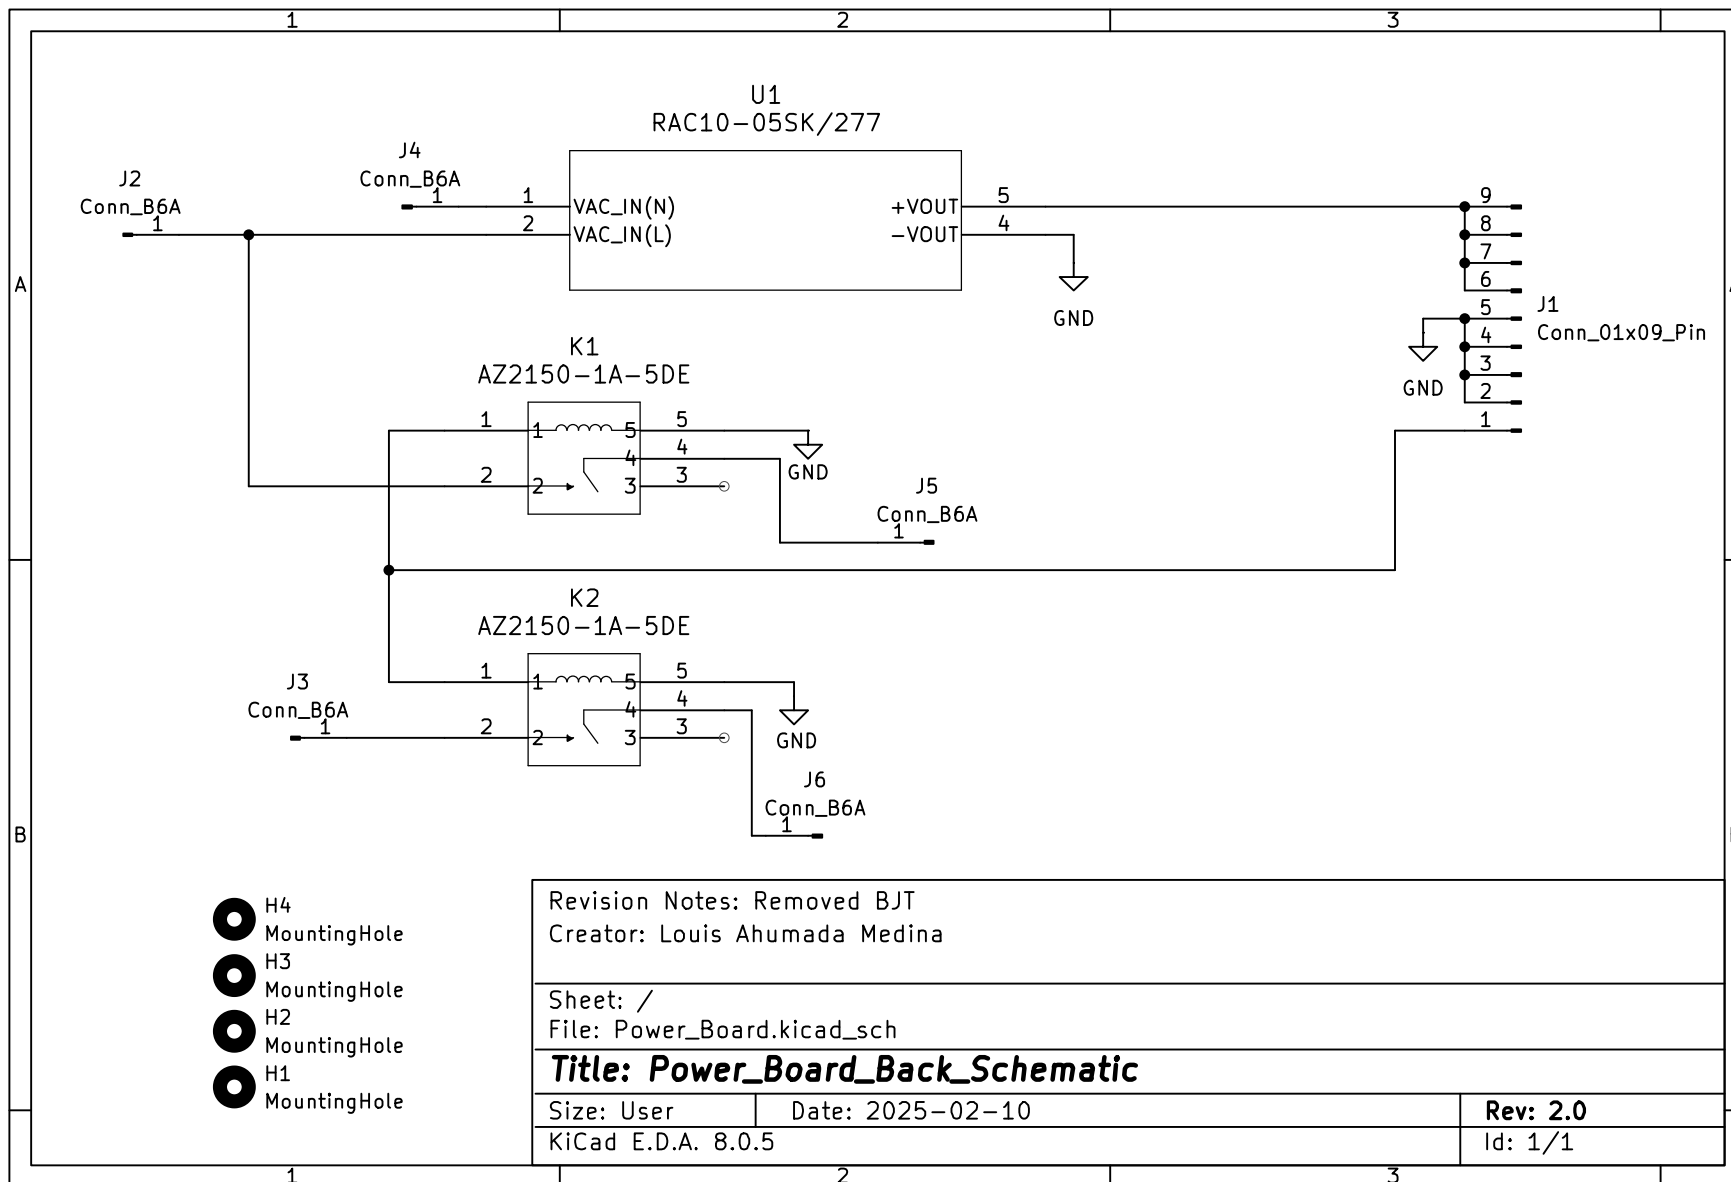 1 2 3
U1
RAC10-05SK/277
J4
Conn_B6A
J2
Conn_B6A
1 1 VAC_IN(N) +VOUT 5 9
1 2 VAC_IN(L) -VOUT 4 8
7
6
A
GND
5 J1
4 Conn_01x09_Pin
3
GND 2
1
K1
AZ2150-1A-5DE
1 1 5 5
4 4
2 2 3 3
GND
J5
Conn_B6A
1
K2
AZ2150-1A-5DE
1 1 5 5
4 4
2 2 3 3
J3
Conn_B6A
1
GND
J6
Conn_B6A
1
B
H4
MountingHole
H3
MountingHole
H2
MountingHole
H1
MountingHole
Revision Notes: Removed BJT
Creator: Louis Ahumada Medina
Sheet: /
File: Power_Board.kicad_sch
Title: Power_Board_Back_Schematic
Size: User Date: 2025-02-10 Rev: 2.0
KiCad E.D.A. 8.0.5 Id: 1/1
1 2 3